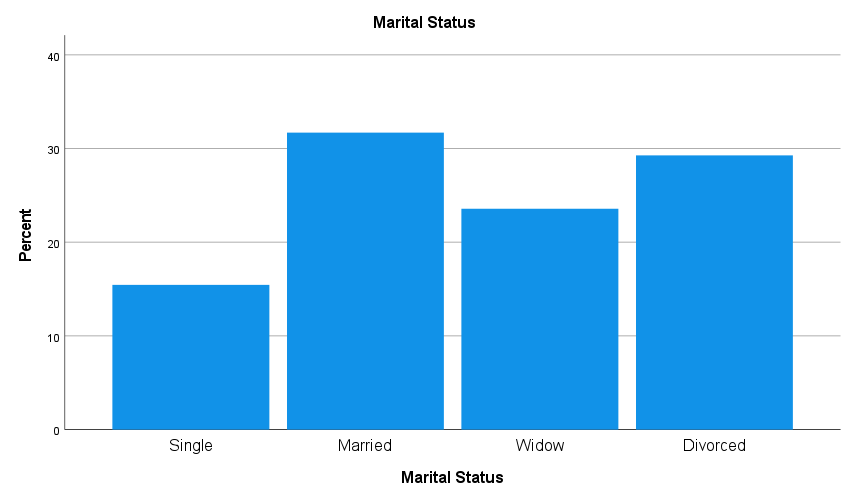 Marital Status
40
30
20
10
0
Percent
Single Married Widow Divorced
Marital Status